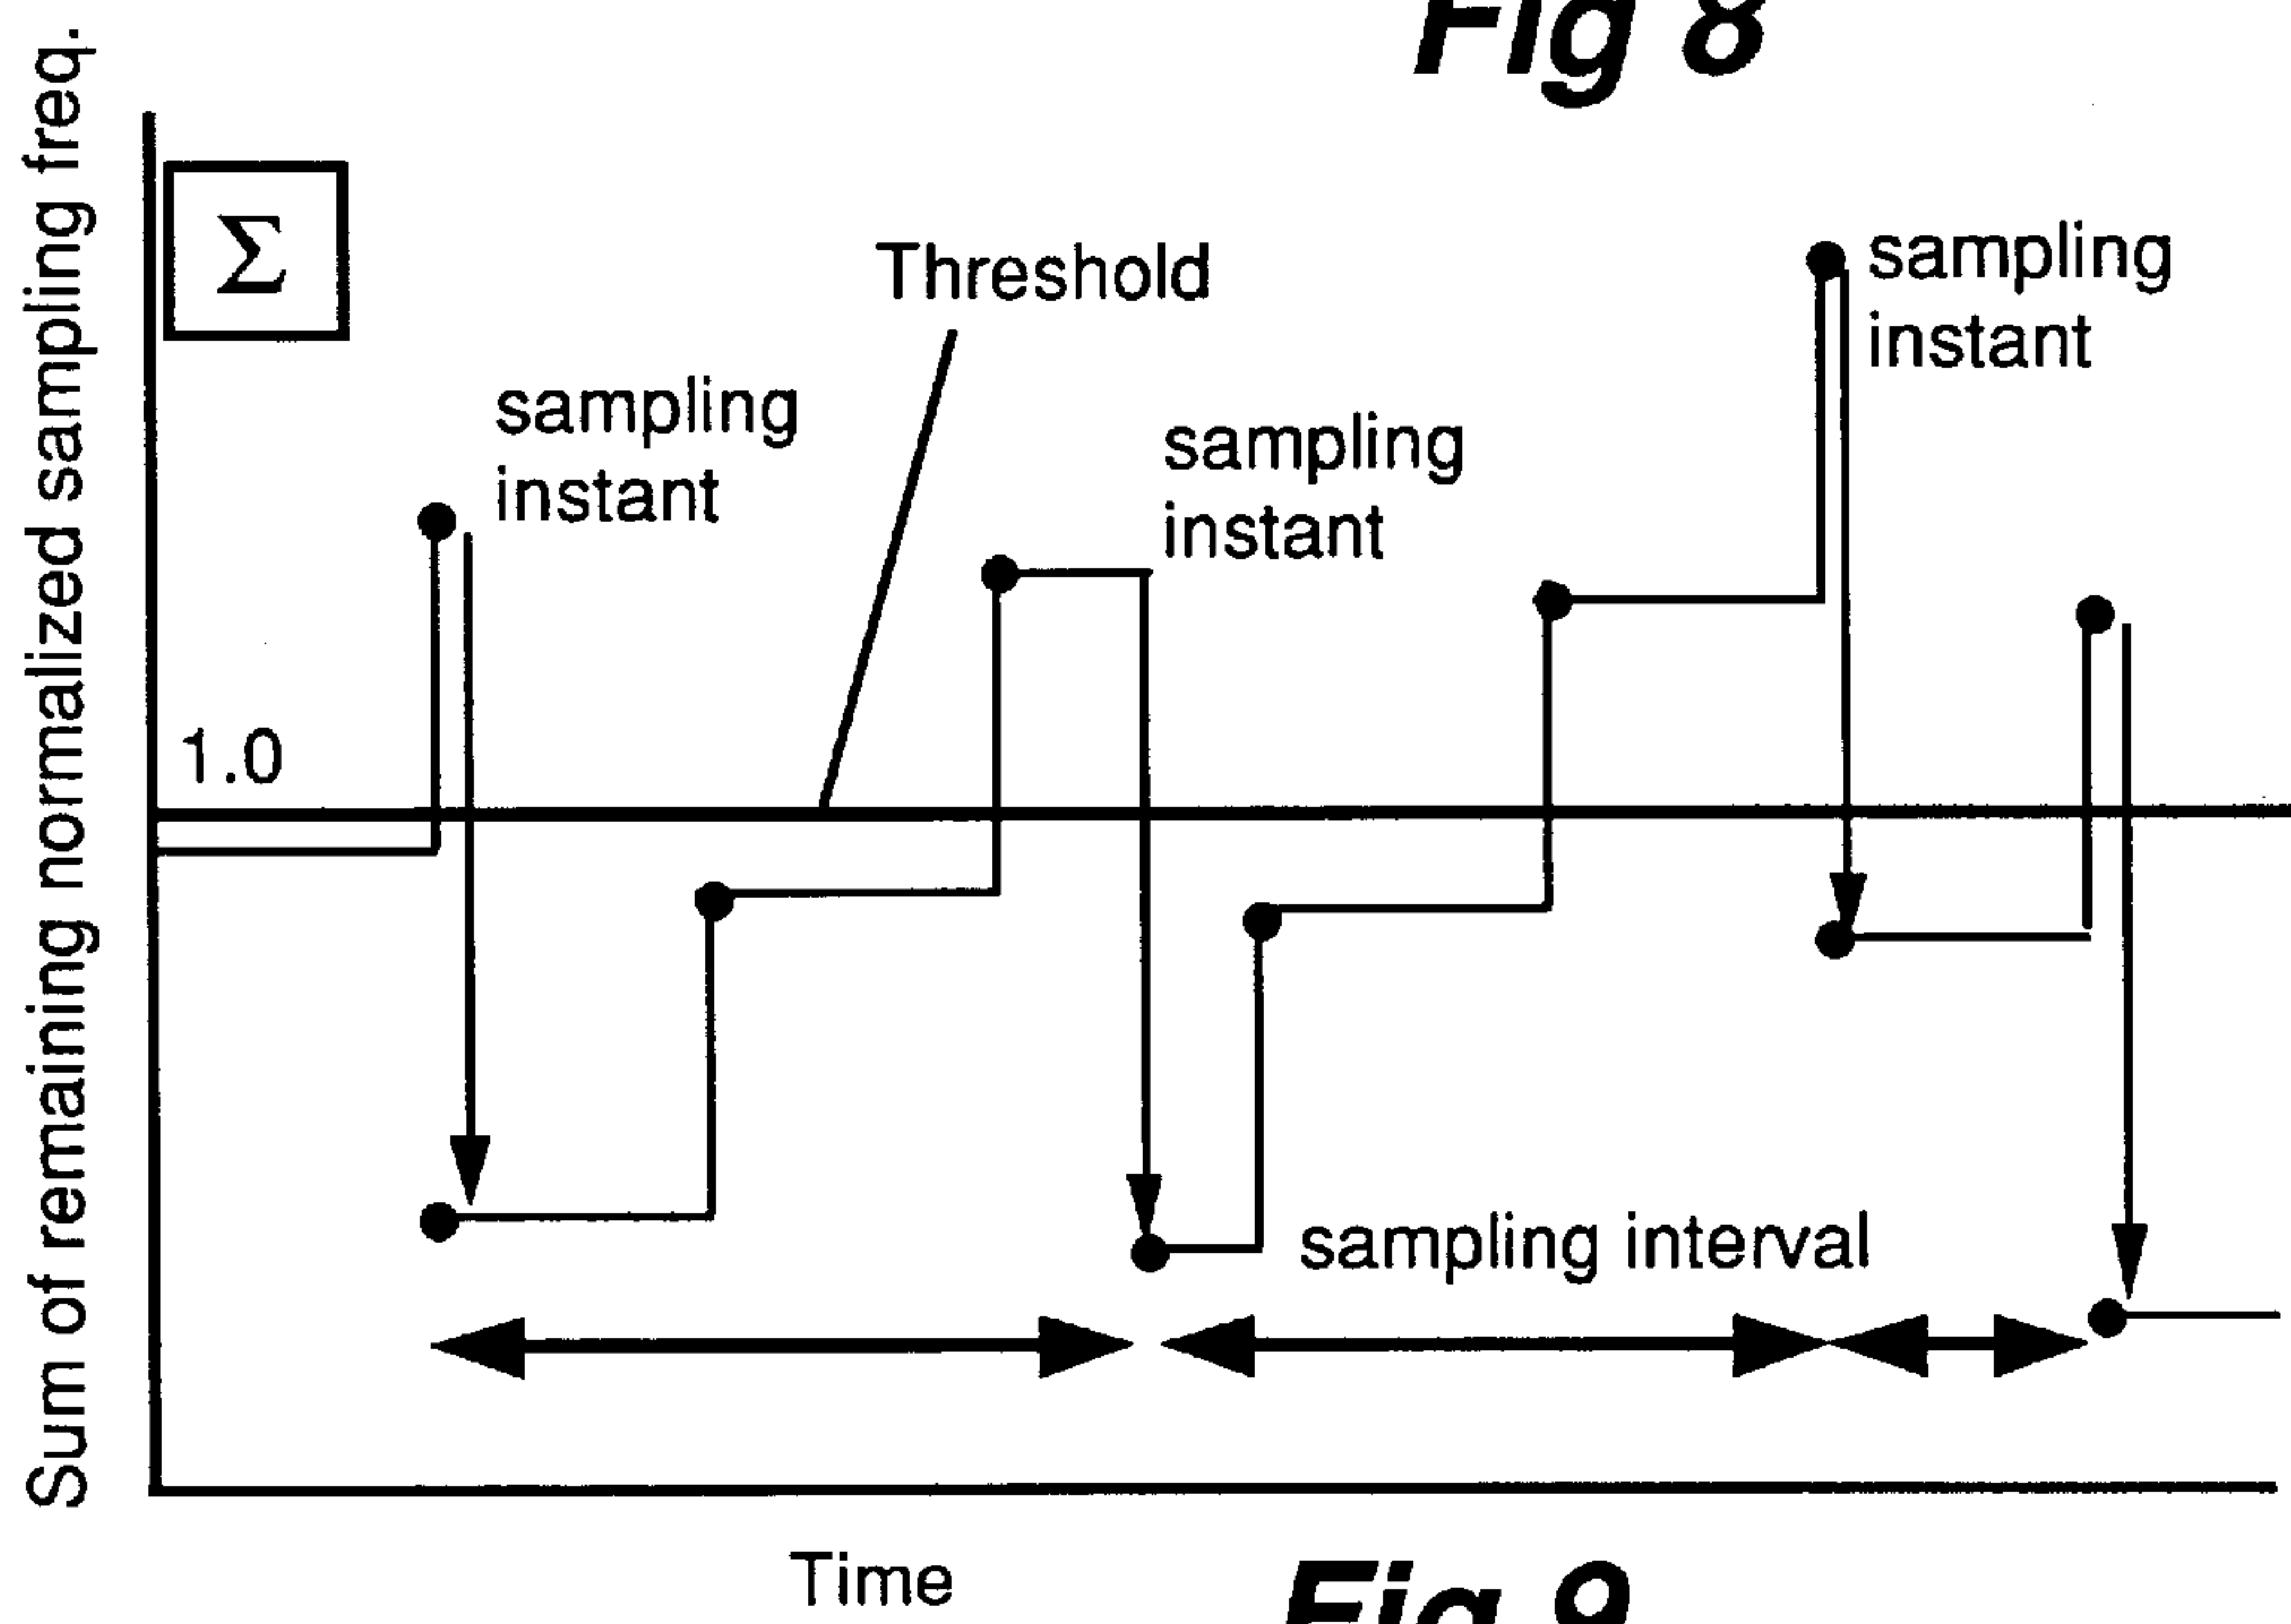 Fig 8
Sum of remaining normalized sampling freq.
Σ
Threshold
sampling
instant
sampling
instant
sampling
instant
1.0
sampling interval
Time
Fig 9